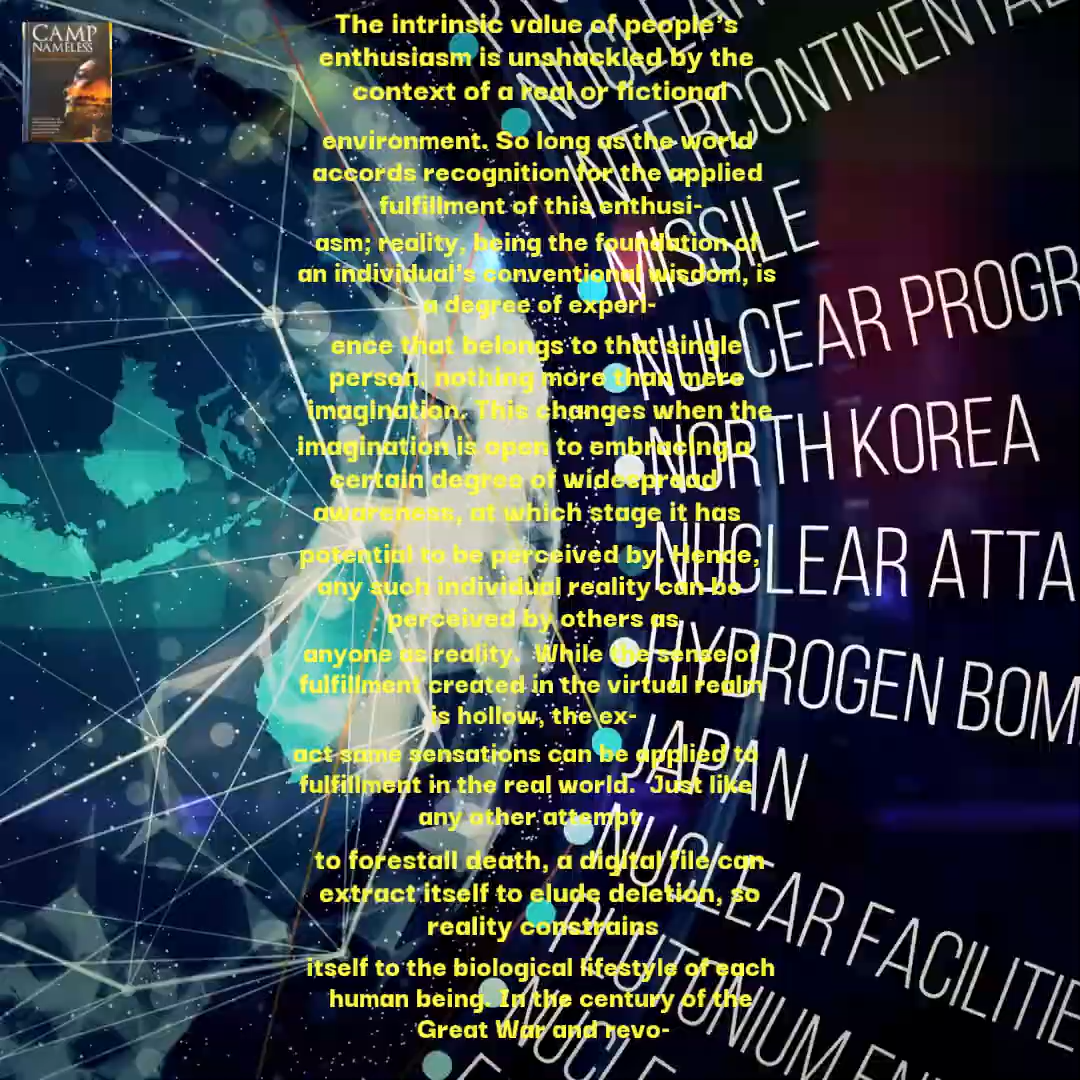 CAMP
NAMELESS
The intrinsic value of people's
enthusiasm is unshackled by the
context of a real or fictional
environment. So long as the world
accords recognition for the applied
fulfillment of this enthusi-
asm; reality, being the foundation of
an individual's conventional wisdom, is
a degree of experi-
ence that belongs to that single
person, nothing more than mere
imagination. This changes when the
imagination is open to embracing a
certain degree of widespread
awareness, at which stage it has
potential to be perceived by. Hence,
any such individual reality can be
perceived by others as
anyone as reality. While the sense of
fulfillment created in the virtual realm
is hollow, the ex-
act same sensations can be applied to
fulfillment in the real world. Just like
any other attempt
to forestall death, a digital file can
extract itself to elude deletion, so
reality constrains
itself to the biological lifestyle of each
human being. In the century of the
Great War and revo-
NUCLEAR
INTERCONTINENTAL
MISSILE
NULCEAR PROGR
NORTH KOREA
NUCLEAR ATTA
HYDROGEN BOM
JAPAN
NUCLEAR FACILITIE
PLUTONIUM
NUCLE